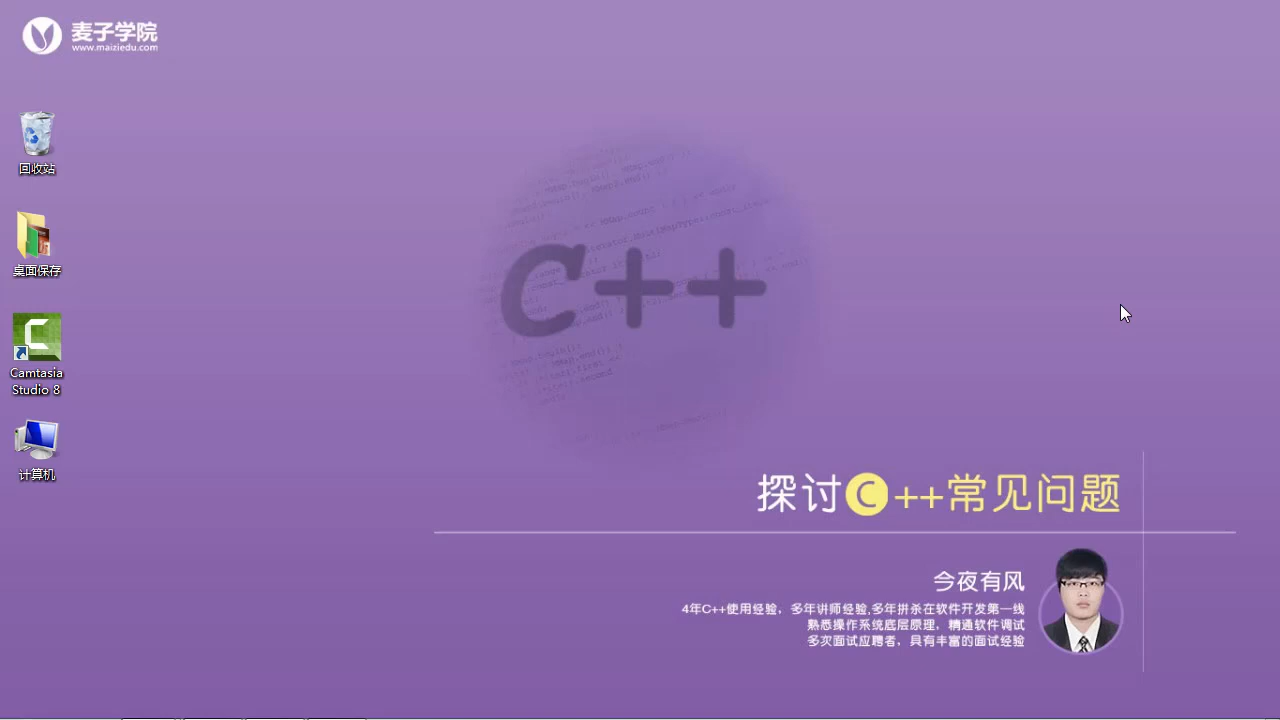 麦子学院
www.maiziedu.com
回收站
桌面保存
Camtasia
Studio 8
计算机
C++
探讨C++常见问题
今夜有风
4年C++使用经验，多年讲师经验,多年拼杀在软件开发第一线
熟悉操作系统底层原理，精通软件调试
多次面试应聘者，具有丰富的面试经验